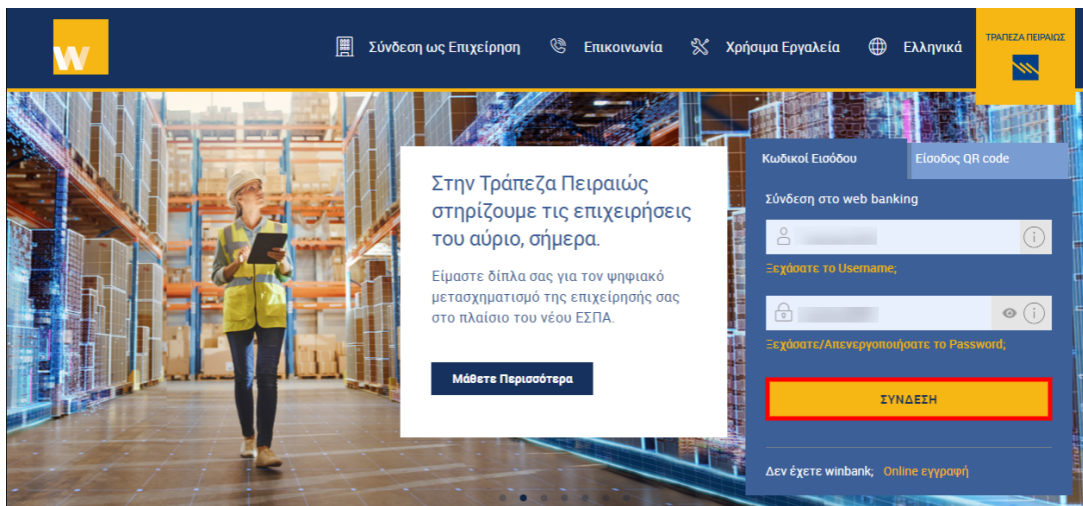 W
Σύνδεση ως Επιχείρηση
Επικοινωνία
Χρήσιμα Εργαλεία
Ελληνικά
ΤΡΑΠΕΖΑ ΠΕΙΡΑΙΩΣ
Στην Τράπεζα Πειραιώς
στηρίζουμε τις επιχειρήσεις
του αύριο, σήμερα.
Είμαστε δίπλα σας για τον ψηφιακό
μετασχηματισμό της επιχείρησής σας
στο πλαίσιο του νέου ΕΣΠΑ.
Μάθετε Περισσότερα
Κωδικοί Εισόδου
Είσοδος QR code
Σύνδεση στο web banking
Ξεχάσατε το Username;
Ξεχάσατε/Απενεργοποιήσατε το Password;
ΣΥΝΔΕΣΗ
Δεν έχετε winbank; Online εγγραφή